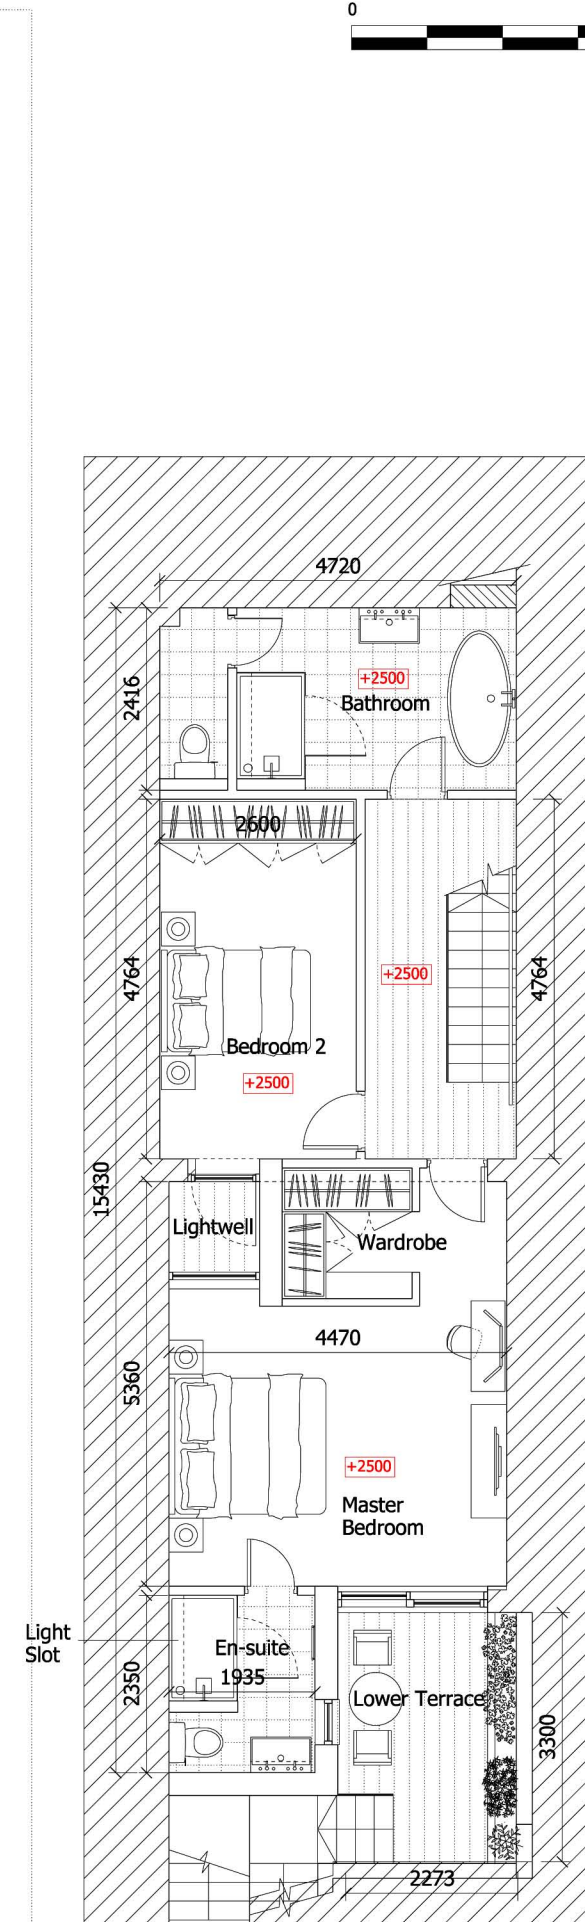 0
4720
2416
+2500
Bathroom
2600
4764
+2500
4764
Bedroom 2
+2500
15430
Lightwell
Wardrobe
4470
5360
+2500
Master
Bedroom
Light
Slot
En-suite
1935
2350
Lower Terrace
3300
2273